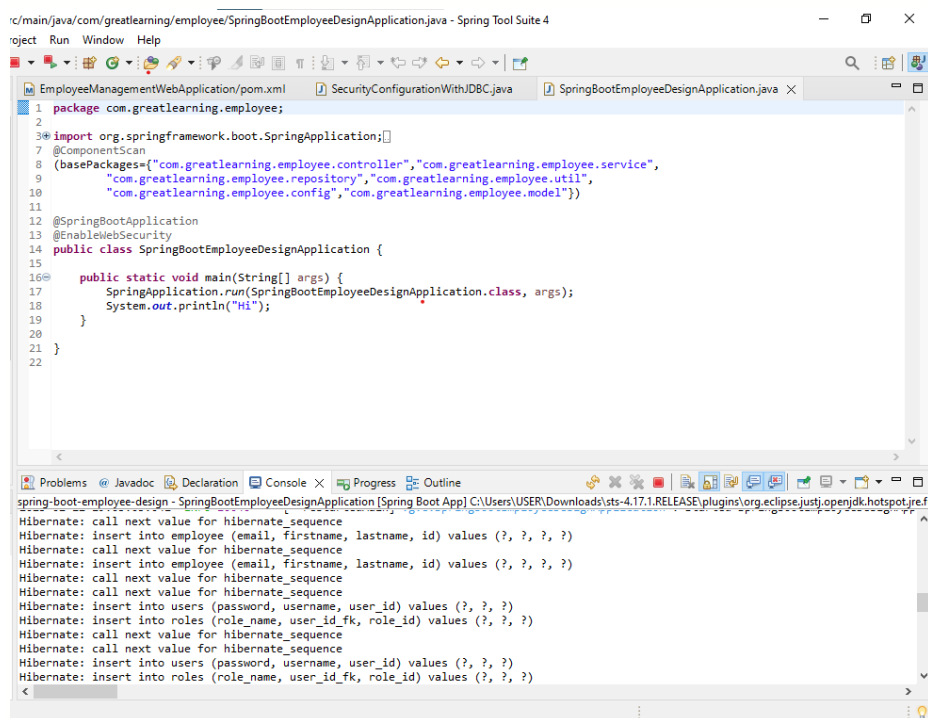 rc/main/java/com/greatlearning/employee/SpringBootEmployeeDesignApplication.java - Spring Tool Suite 4
roject Run Window Help
EmployeeManagementWebApplication/pom.xml SecurityConfigurationWithJDBC.java SpringBootEmployeeDesignApplication.java
1 package com.greatlearning.employee;
2
3 import org.springframework.boot.SpringApplication;
7 @ComponentScan
8 (basePackages={"com.greatlearning.employee.controller","com.greatlearning.employee.service",
9 "com.greatlearning.employee.repository","com.greatlearning.employee.util",
10 "com.greatlearning.employee.config","com.greatlearning.employee.model"})
11
12 @SpringBootApplication
13 @EnableWebSecurity
14 public class SpringBootEmployeeDesignApplication {
15
16 public static void main(String[] args) {
17 SpringApplication.run(SpringBootEmployeeDesignApplication.class, args);
18 System.out.println("Hi");
19 }
20
21 }
22
Problems Javadoc Declaration Console Progress Outline
spring-boot-employee-design - SpringBootEmployeeDesignApplication [Spring Boot App] C:\Users\USER\Downloads\sts-4.17.1.RELEASE\plugins\org.eclipse.justj.openjdk.hotspot.jre.f
Hibernate: call next value for hibernate_sequence
Hibernate: insert into employee (email, firstname, lastname, id) values (?, ?, ?, ?)
Hibernate: call next value for hibernate_sequence
Hibernate: insert into employee (email, firstname, lastname, id) values (?, ?, ?, ?)
Hibernate: call next value for hibernate_sequence
Hibernate: call next value for hibernate_sequence
Hibernate: insert into users (password, username, user_id) values (?, ?, ?)
Hibernate: insert into roles (role_name, user_id_fk, role_id) values (?, ?, ?)
Hibernate: call next value for hibernate_sequence
Hibernate: call next value for hibernate_sequence
Hibernate: insert into users (password, username, user_id) values (?, ?, ?)
Hibernate: insert into roles (role_name, user_id_fk, role_id) values (?, ?, ?)